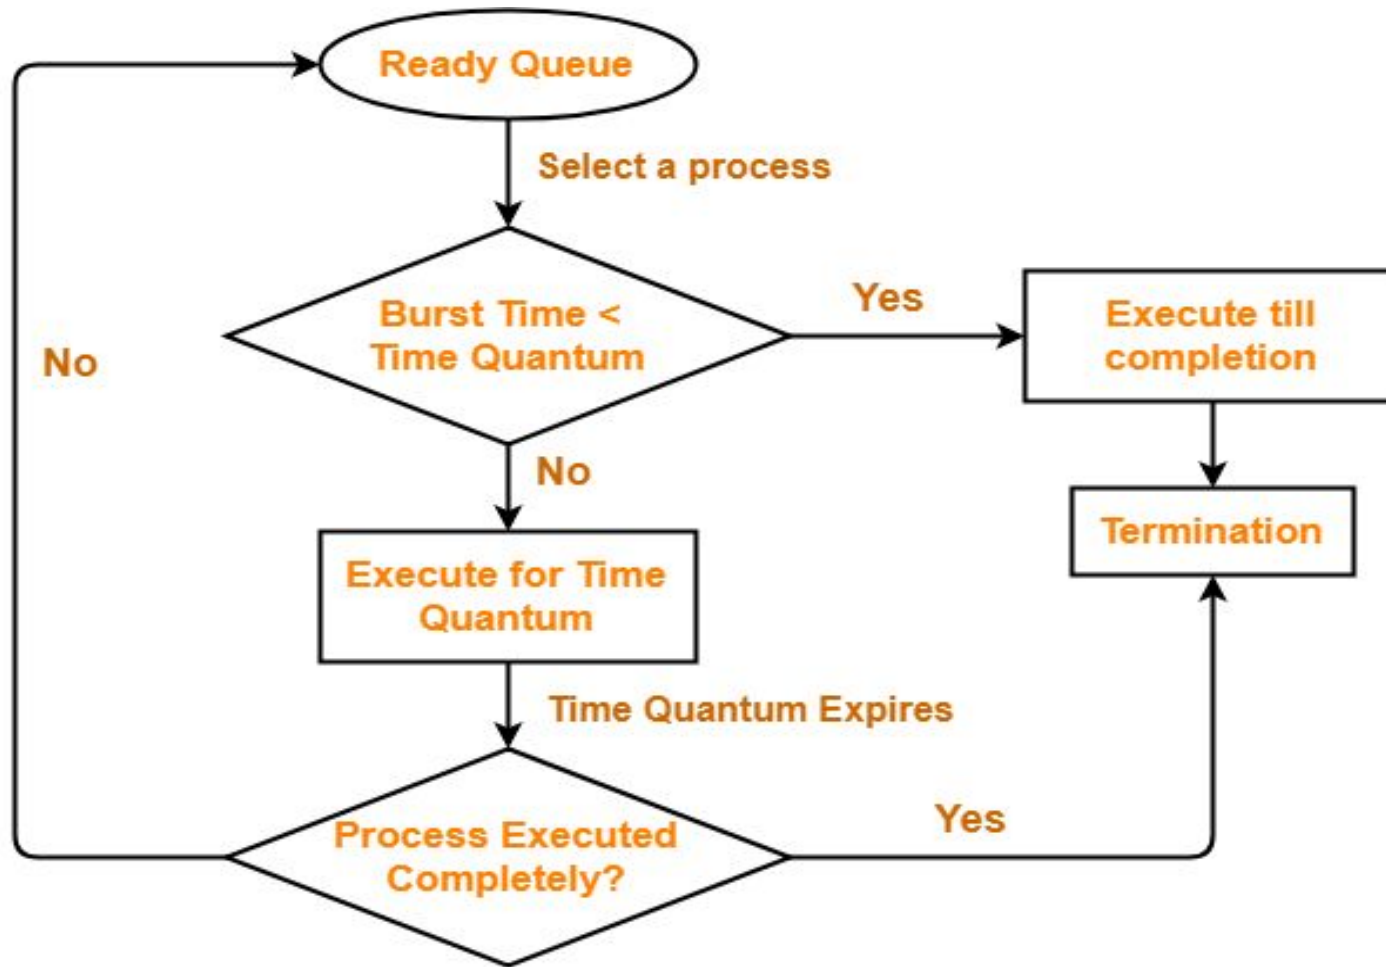 Ready Queue
Select a process
Burst Time <
Time Quantum
Yes
Execute till
completion
No
No
Termination
Execute for Time
Quantum
Time Quantum Expires
Process Executed
Completely?
Yes